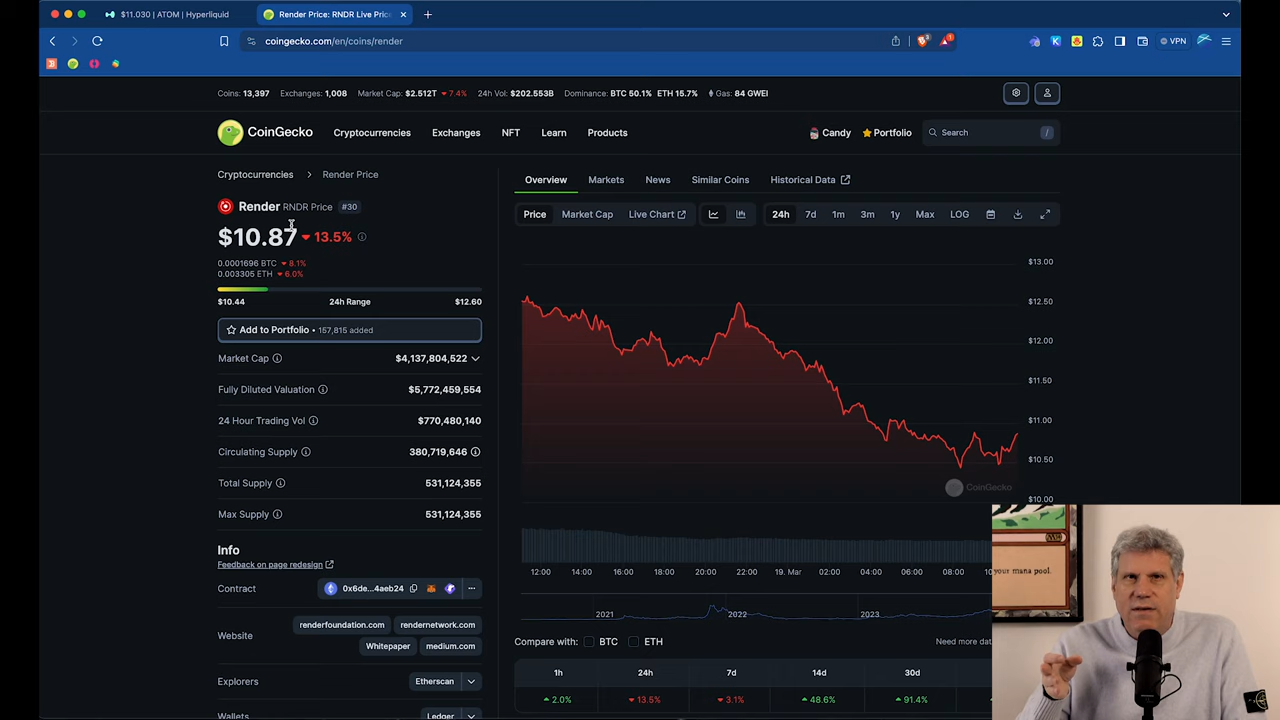 $11.030 | ATOM | Hyperliquid
Render Price: RNDR Live Pric
coingecko.com/en/coins/render
VPN
Coins: 13,397 Exchanges: 1,008 Market Cap: $2.512T 7.4% 24h Vol: $202.553B Dominance: BTC 50.1% ETH 15.7% Gas: 84 GWEI
CoinGecko Cryptocurrencies Exchanges NFT Learn Products Candy Portfolio Search /
Cryptocurrencies > Render Price
Render RNDR Price #30
$10.87 13.5%
0.0001696 BTC 8.1%
0.003305 ETH 6.0%
$10.44 24h Range $12.60
Add to Portfolio • 157,815 added
Market Cap $4,137,804,522
Fully Diluted Valuation $5,772,459,554
24 Hour Trading Vol $770,480,140
Circulating Supply 380,719,646
Total Supply 531,124,355
Max Supply 531,124,355
Info
Feedback on page redesign
Contract 0x6de...4aeb24
Website renderfoundation.com rendernetwork.com
Whitepaper medium.com
Explorers Etherscan
Wallets Ledger
Overview Markets News Similar Coins Historical Data
Price Market Cap Live Chart 24h 7d 1m 3m 1y Max LOG
$13.00
$12.50
$12.00
$11.50
$11.00
$10.50
$10.00
CoinGecko
12:00 14:00 16:00 18:00 20:00 22:00 19. Mar 02:00 04:00 06:00 08:00
2021 2022 2023
Compare with: BTC ETH Need more dat
1h 24h 7d 14d 30d
2.0% 13.5% 3.1% 48.6% 91.4%
your mana pool.